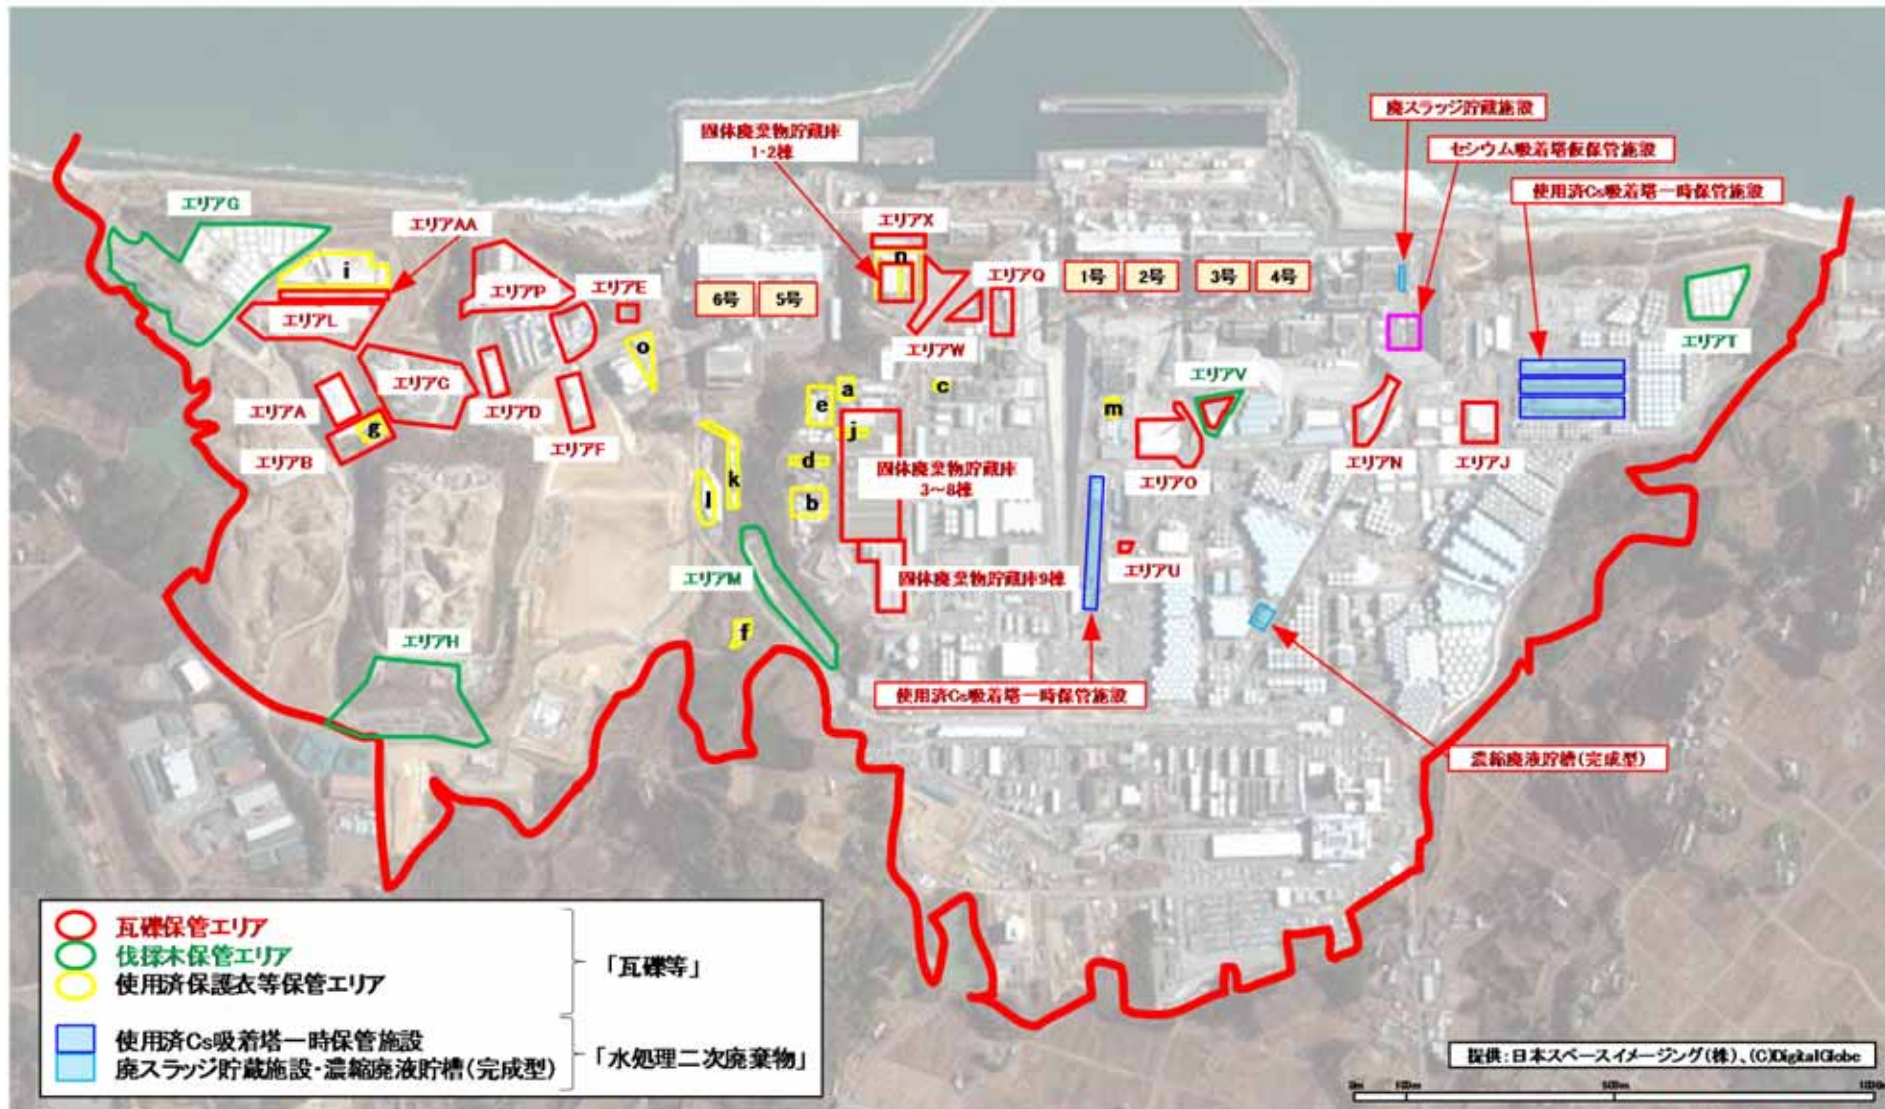 廃スラッジ貯蔵施設
固体廃棄物貯蔵庫
1・2棟
セシウム吸着塔仮保管施設
使用済Cs吸着塔一時保管施設
エリアG
エリアAA
エリアX
i
n
エリアP
エリアE
エリアQ
6号
5号
1号
2号
3号
4号
エリアL
エリアT
エリアW
o
エリアC
エリアV
エリアA
エリアD
a
c
e
m
g
j
エリアB
エリアF
d
エリアN
エリアJ
k
固体廃棄物貯蔵庫
3〜8棟
エリアO
l
b
エリアM
固体廃棄物貯蔵庫9棟
エリアU
f
エリアH
使用済Cs吸着塔一時保管施設
濃縮廃液貯槽(完成型)
瓦礫保管エリア
伐採木保管エリア
使用済保護衣等保管エリア
「瓦礫等」
使用済Cs吸着塔一時保管施設
廃スラッジ貯蔵施設・濃縮廃液貯槽(完成型)
「水処理二次廃棄物」
提供:日本スペースイメージング(株)、(C)DigitalGlobe
0m 100m 500m 1000m